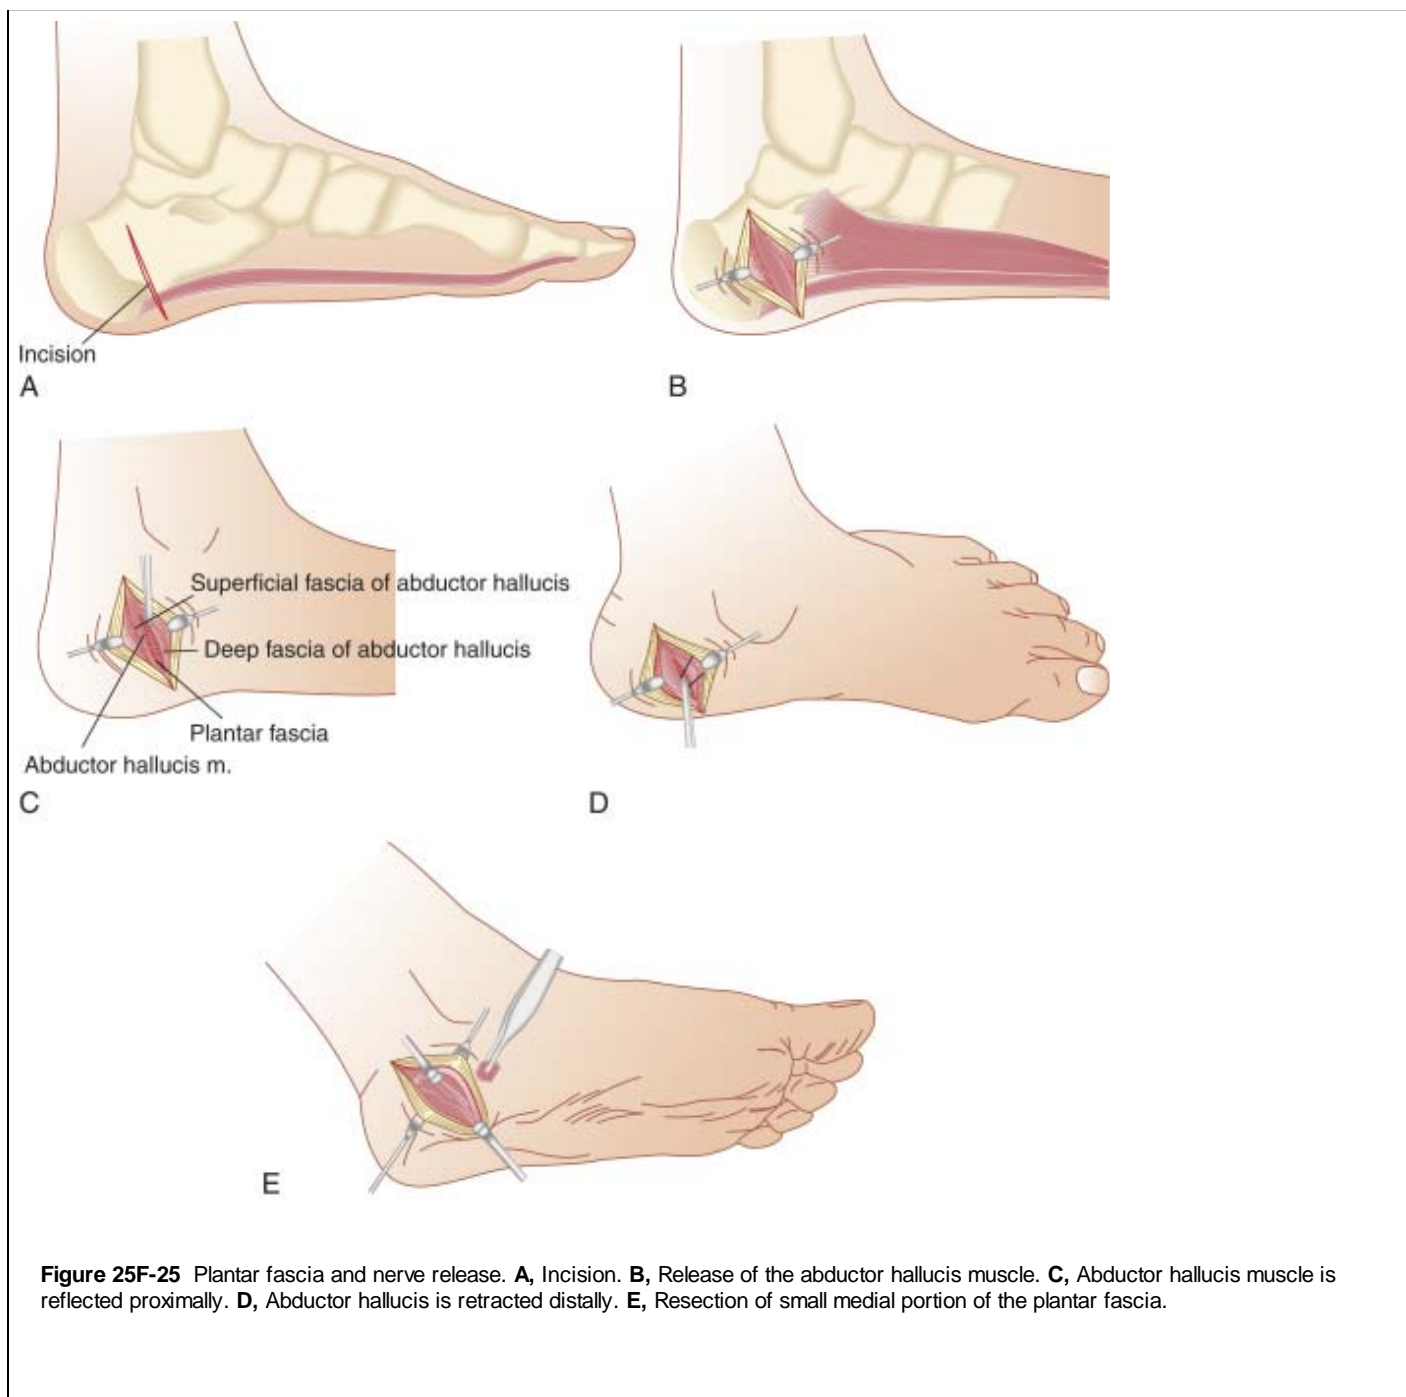 Incision
A
B
Superficial fascia of abductor hallucis
Deep fascia of abductor hallucis
Plantar fascia
Abductor hallucis m.
C
D
E
Figure 25F-25 Plantar fascia and nerve release. A, Incision. B, Release of the abductor hallucis muscle. C, Abductor hallucis muscle is
reflected proximally. D, Abductor hallucis is retracted distally. E, Resection of small medial portion of the plantar fascia.